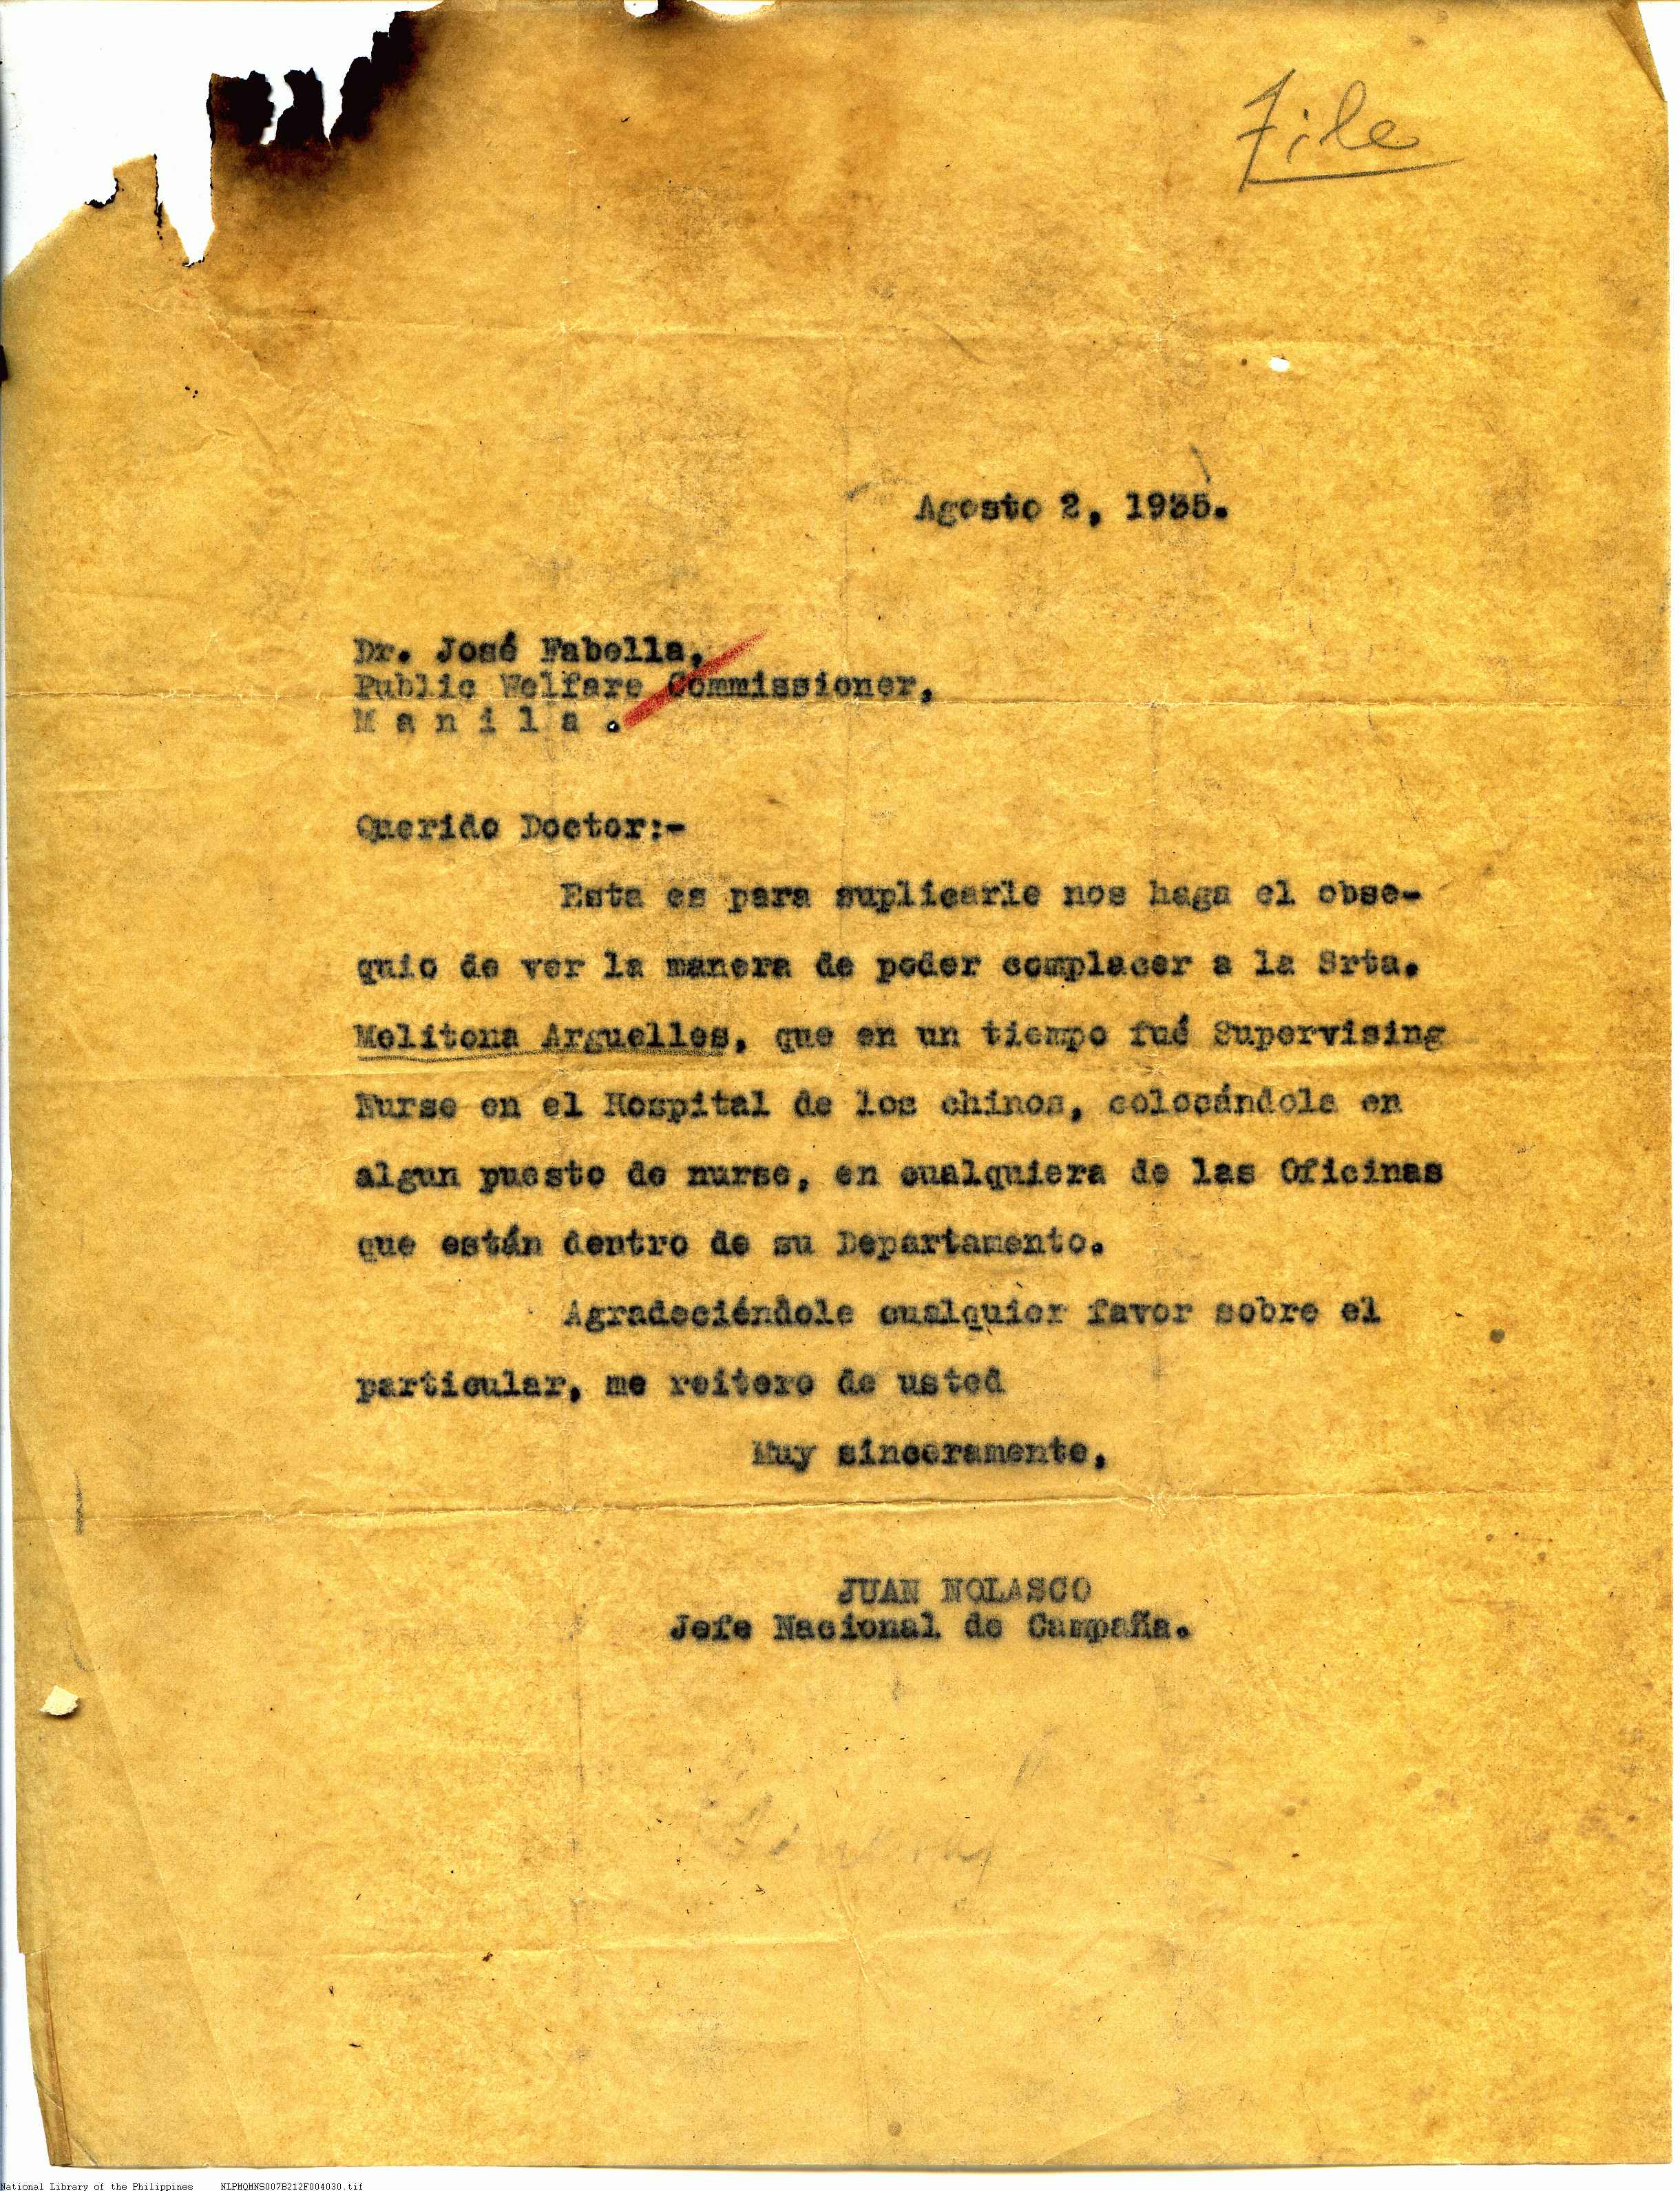 File
Agosto 2, 1935.
Dr. José Fabella,
Public Welfare Commissioner,
M a n i l a .
Querido Doctor:-
Esta es para suplicarle nos haga el obse-
quio de ver la manera de poder complacer a la Srta.
Melitona Arguelles, que en un tiempo fué Supervising
Nurse en el Hospital de los chinos, colocándola en
algun puesto de nurse, en cualquiera de las Oficinas
que están dentro de su Departamento.
Agradeciéndole cualquier favor sobre el
particular, me reitero de usted
Muy sinceramente,
JUAN NOLASCO
Jefe Nacional de Campaña.
National Library of the Philippines NLPMQMNS007B212F004030.tif